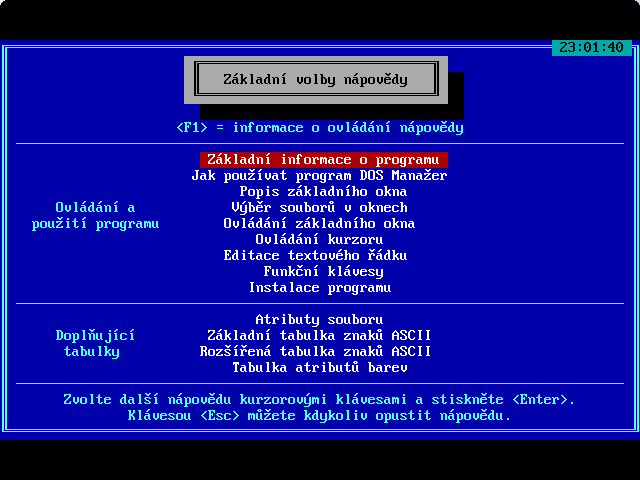 23:01:40
Základní volby nápovědy
<F1> = informace o ovládání nápovědy
Základní informace o programu
Jak používat program DOS Manažer
Popis základního okna
Ovládání a
Výběr souborů v oknech
použití programu
Ovládání základního okna
Ovládání kurzoru
Editace textového řádku
Funkční klávesy
Instalace programu
Atributy souboru
Doplňující
Základní tabulka znaků ASCII
tabulky
Rozšířená tabulka znaků ASCII
Tabulka atributů barev
Zvolte další nápovědu kurzorovými klávesami a stiskněte <Enter>.
Klávesou <Esc> můžete kdykoliv opustit nápovědu.